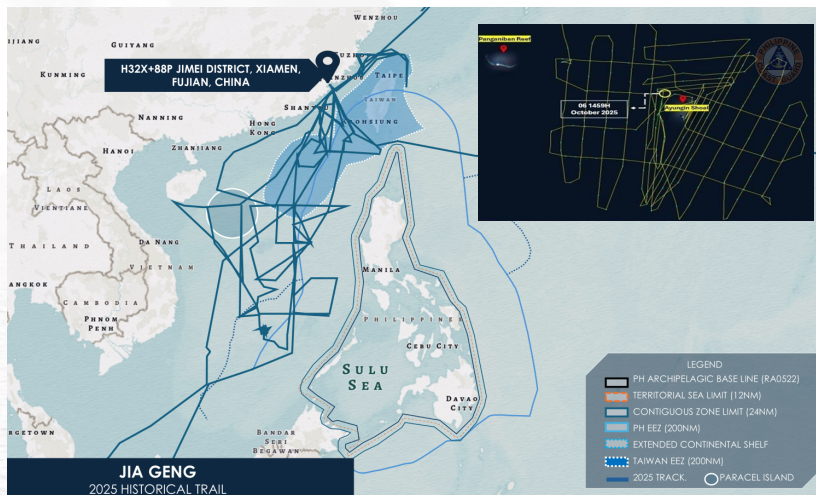 WENZHOU
GUIYANG
KUNMING
H32X+88P JIMEI DISTRICT, XIAMEN,
FUJIAN, CHINA
TAIPE
TAIWAN
NANNING
HONG
KONG
ZHANJIANG
HANOI
LAOS
VIENTIANE
THAILAND
DA NANG
VIETNAM
CAMBODIA
PHNOM
PENH
MANILA
PHILIPPINES
CEBU CITY
SULU
SEA
DAVAO
CITY
BANDAR
SERI
BEGAWAN
Panganiban Reef
06 1459H
October 2025
Ayungin Shoal
LEGEND
PH ARCHIPELAGIC BASE LINE (RA0522)
TERRITORIAL SEA LIMIT (12NM)
CONTIGUOUS ZONE LIMIT (24NM)
PH EEZ (200NM)
EXTENDED CONTINENTAL SHELF
TAIWAN EEZ (200NM)
2025 TRACK,
PARACEL ISLAND
JIA GENG
2025 HISTORICAL TRAIL